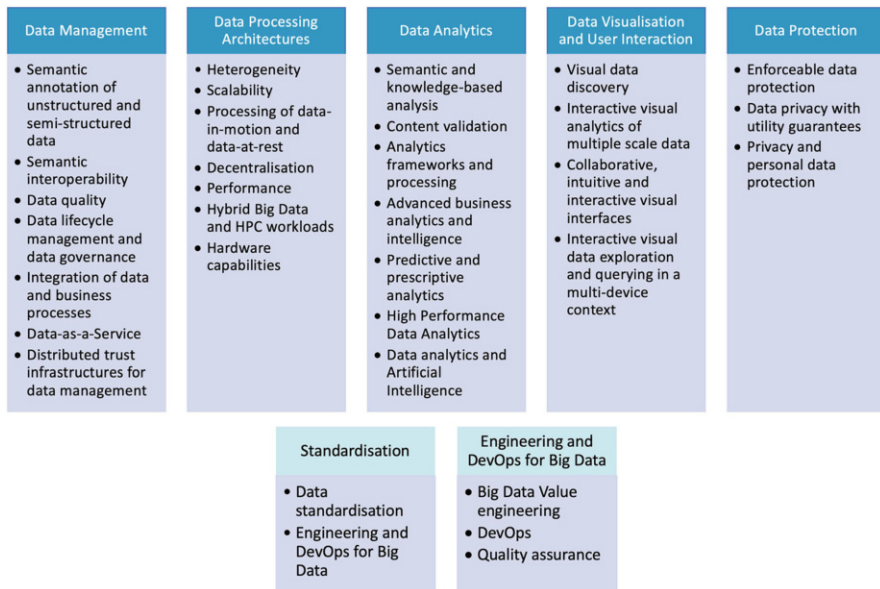 Data Management
• Semantic
annotation of
unstructured and
semi-structured
data
• Semantic
interoperability
• Data quality
• Data lifecycle
management and
data governance
• Integration of data
and business
processes
• Data-as-a-Service
• Distributed trust
infrastructures for
data management
Data Processing
Architectures
• Heterogeneity
• Scalability
• Processing of data-
in-motion and
data-at-rest
• Decentralisation
• Performance
• Hybrid Big Data
and HPC workloads
• Hardware
capabilities
Data Analytics
• Semantic and
knowledge-based
analysis
• Content validation
• Analytics
frameworks and
processing
• Advanced business
analytics and
intelligence
• Predictive and
prescriptive
analytics
• High Performance
Data Analytics
• Data analytics and
Artificial
Intelligence
Data Visualisation
and User Interaction
• Visual data
discovery
• Interactive visual
analytics of
multiple scale data
• Collaborative,
intuitive and
interactive visual
interfaces
• Interactive visual
data exploration
and querying in a
multi-device
context
Data Protection
• Enforceable data
protection
• Data privacy with
utility guarantees
• Privacy and
personal data
protection
Standardisation
• Data
standardisation
• Engineering and
DevOps for Big
Data
Engineering and
DevOps for Big Data
• Big Data Value
engineering
• DevOps
• Quality assurance